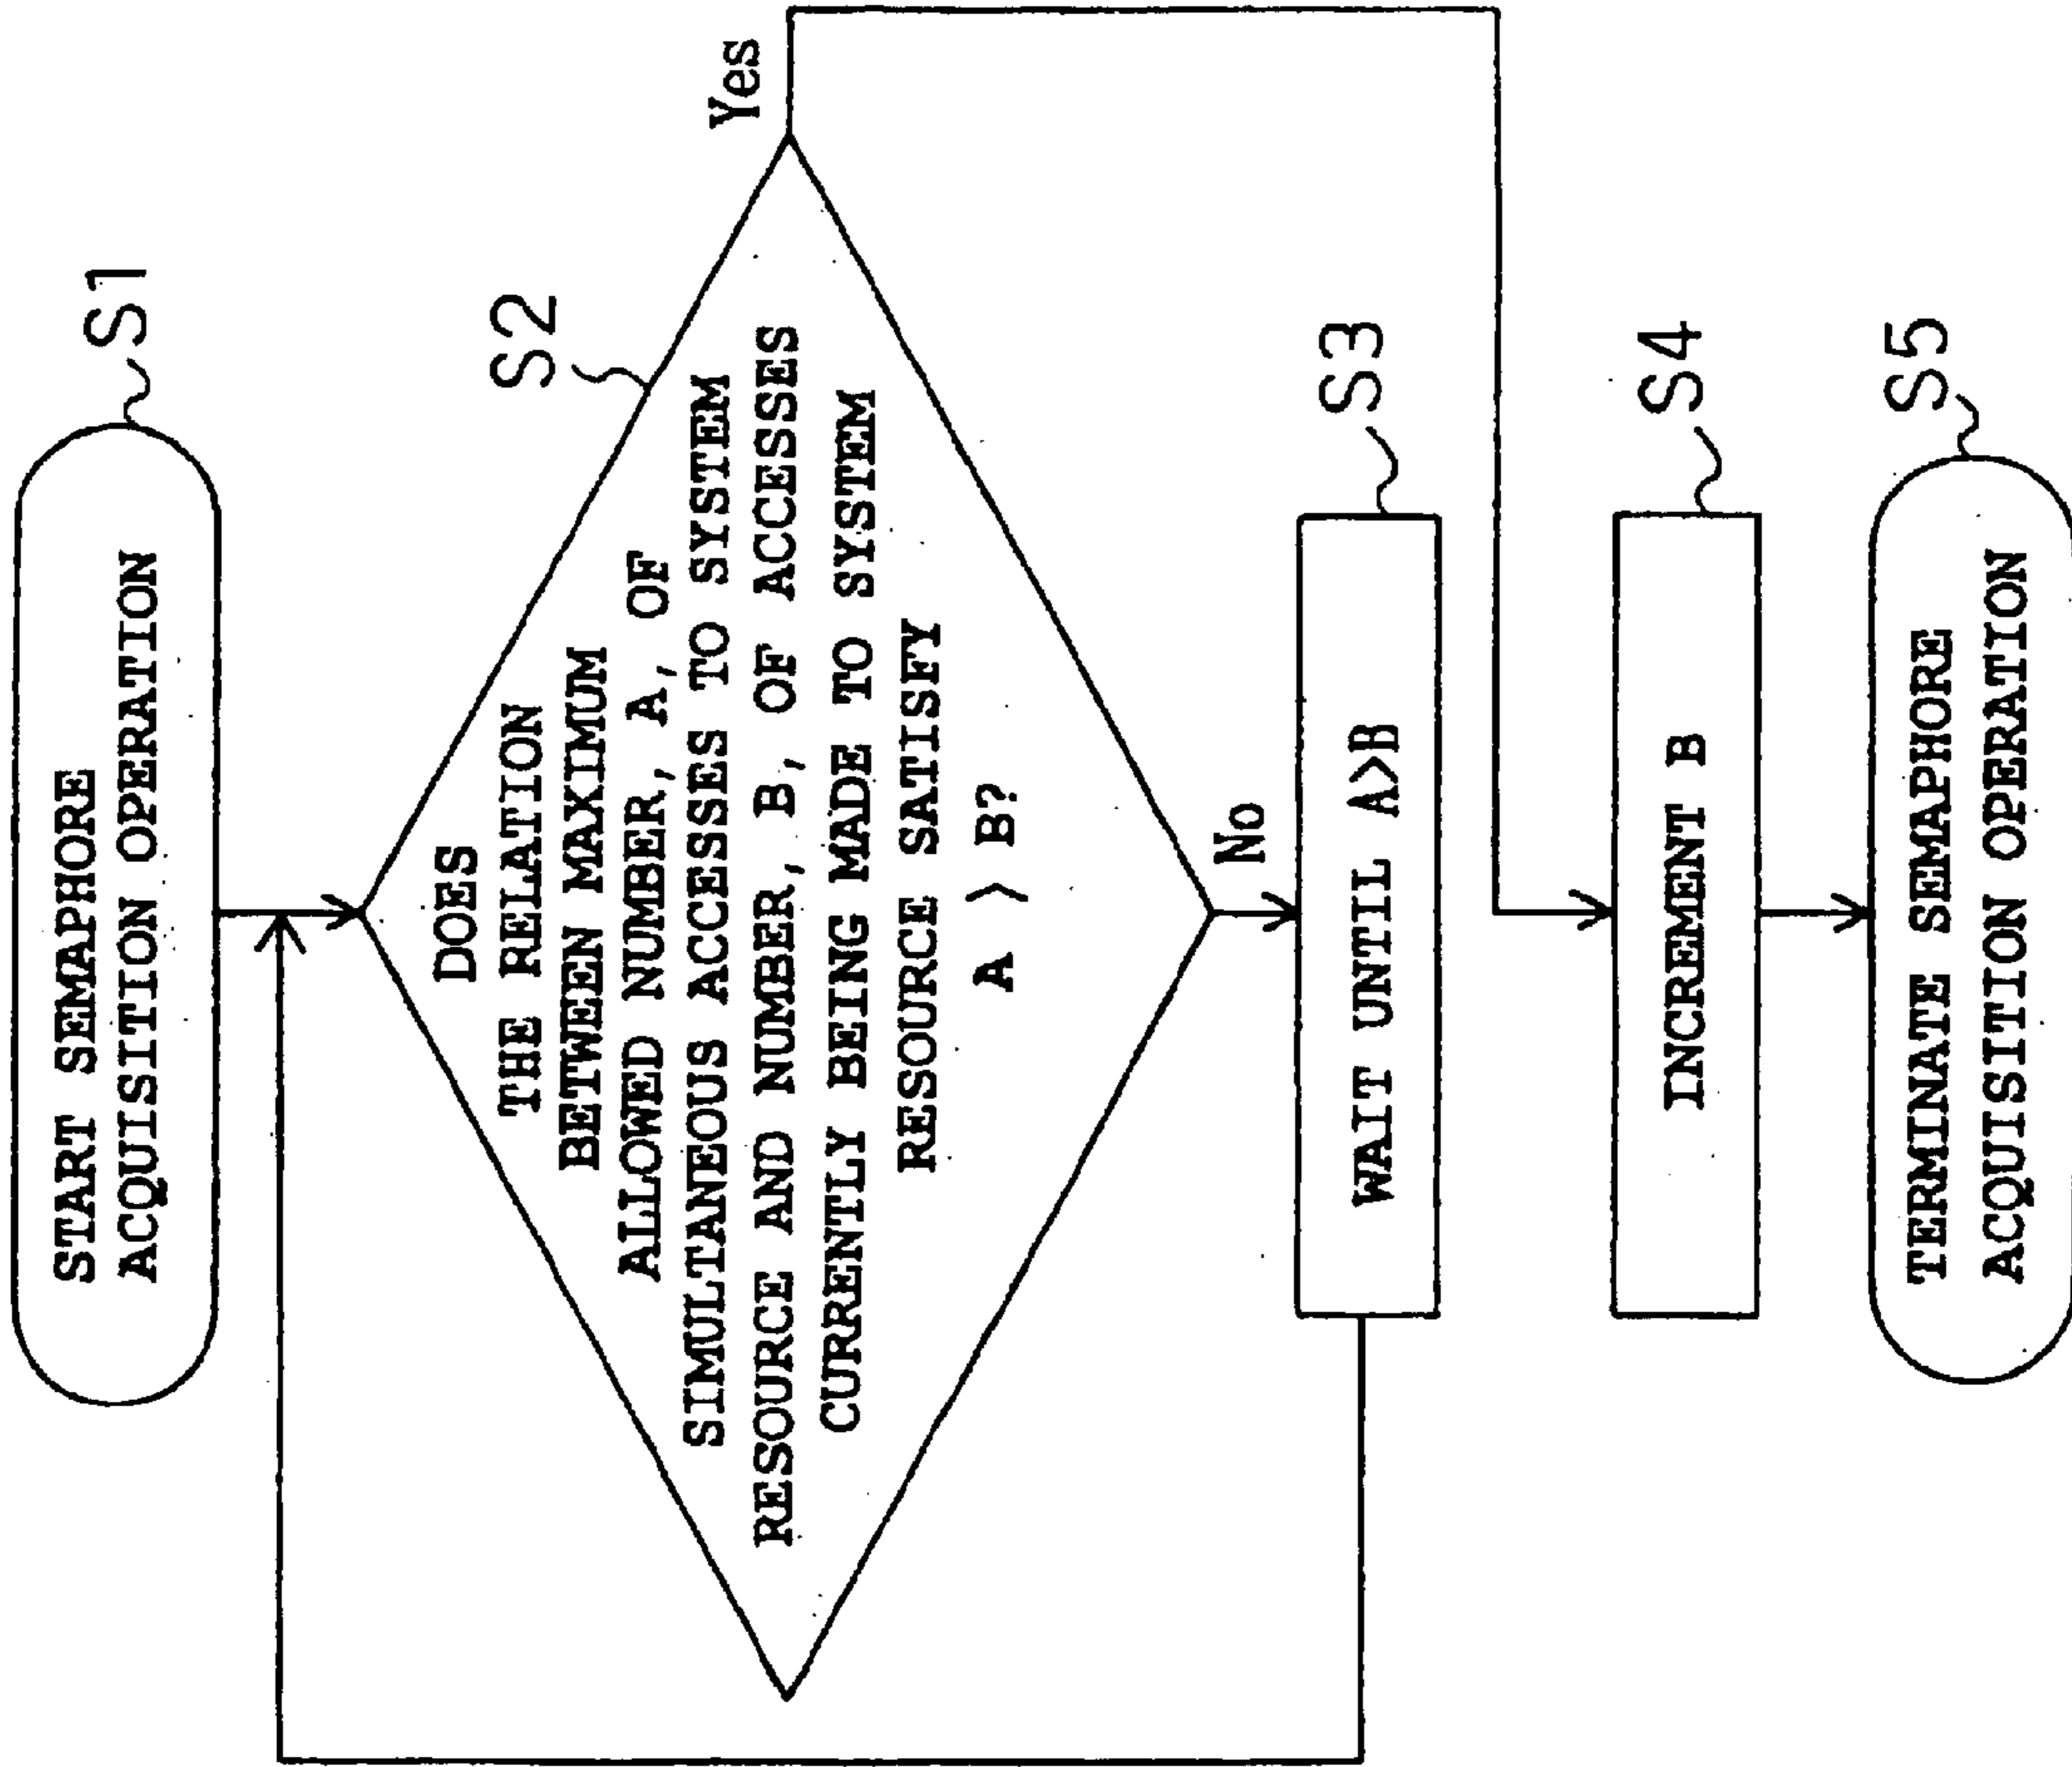 START SEMAPHORE
ACQUISITION OPERATION
S1
DOES
THE RELATION
BETWEEN MAXIMUM
ALLOWED NUMBER, A, OF
SIMULTANEOUS ACCESSES TO SYSTEM
RESOURCE AND NUMBER, B, OF ACCESSES
CURRENTLY BEING MADE TO SYSTEM
RESOURCE SATISFY
A > B?
S2
Yes
No
WAIT UNTIL A>B
S3
INCREMENT B
S4
TERMINATE SEMAPHORE
ACQUISITION OPERATION
S5